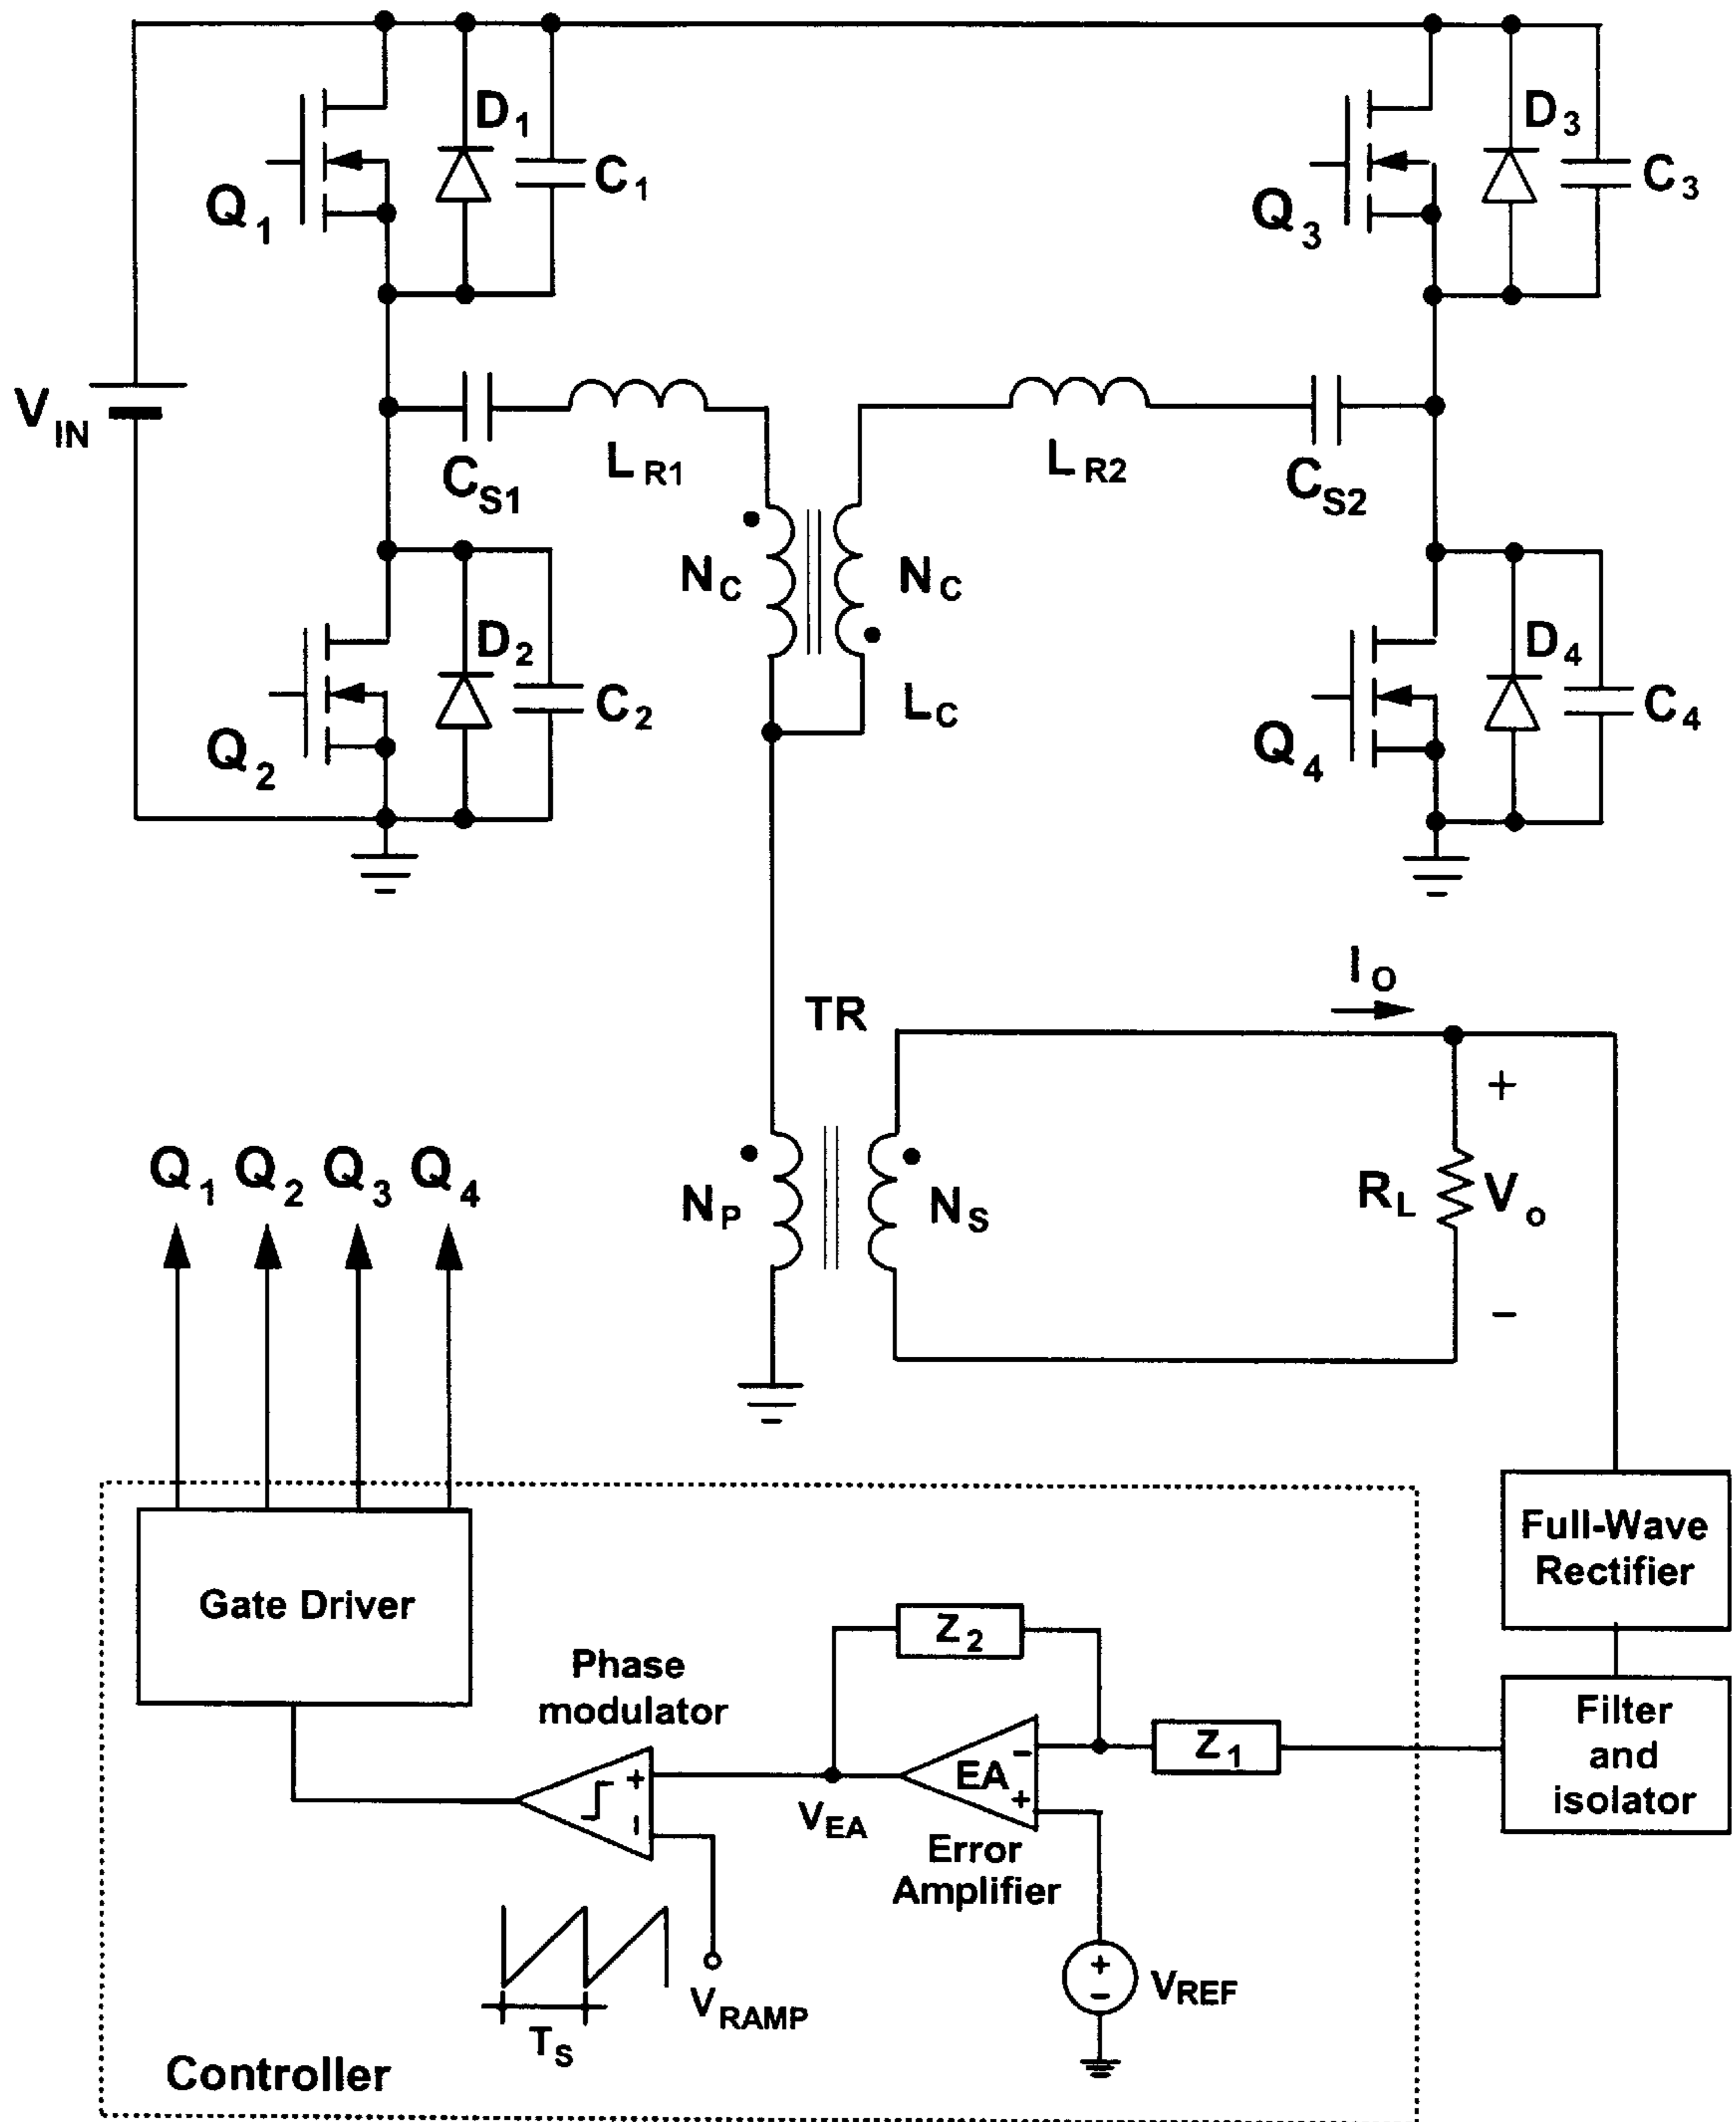 D1
C1
Q1
D3
C3
Q3
VIN
CS1
LR1
LR2
CS2
NC
NC
LC
D2
C2
Q2
D4
C4
Q4
IO
TR
+
Q1 Q2 Q3 Q4
NP
NS
RL
Vo
−
Full-Wave
Rectifier
Gate Driver
Z2
Phase
modulator
Filter
and
isolator
Z1
−
EA
+
+
−
VEA
Error
Amplifier
VRAMP
+
−
VREF
TS
Controller